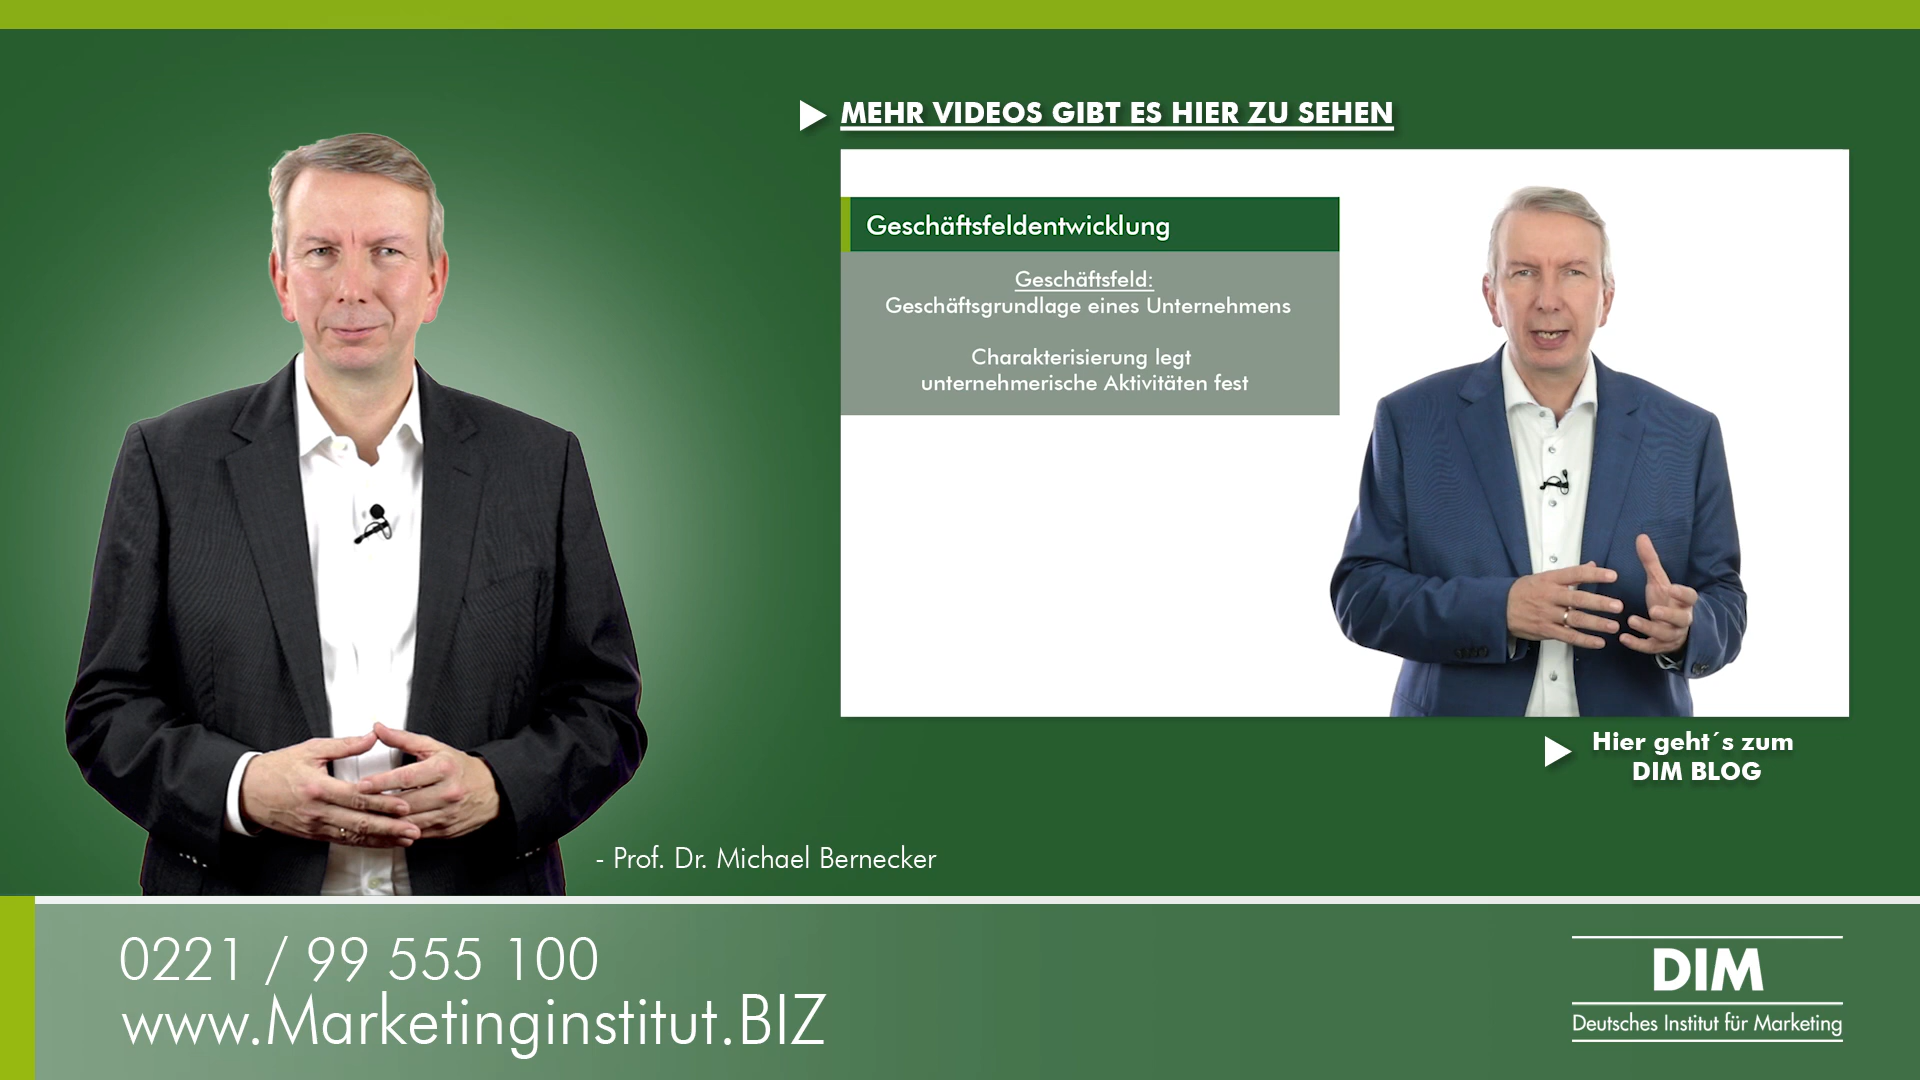 MEHR VIDEOS GIBT ES HIER ZU SEHEN
Geschäftsfeldentwicklung
Geschäftsfeld:
Geschäftsgrundlage eines Unternehmens
Charakterisierung legt
unternehmerische Aktivitäten fest
Hier geht´s zum
DIM BLOG
- Prof. Dr. Michael Bernecker
0221 / 99 555 100
www.Marketinginstitut.BIZ
DIM
Deutsches Institut für Marketing